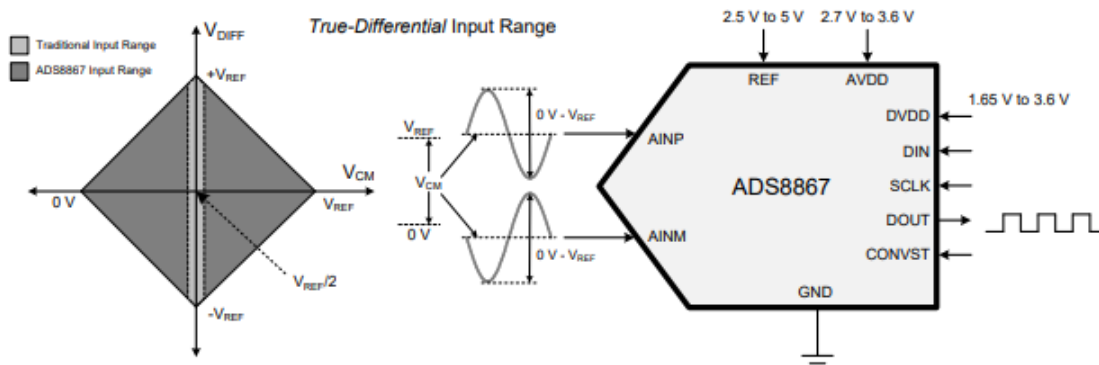 True-Differential Input Range
Traditional Input Range
ADS8867 Input Range
VDIFF
+VREF
VCM
0 V
VREF
VREF/2
-VREF
VREF
VCM
0 V
0 V - VREF
0 V - VREF
2.5 V to 5 V
2.7 V to 3.6 V
REF
AVDD
1.65 V to 3.6 V
DVDD
AINP
DIN
ADS8867
SCLK
DOUT
AINM
CONVST
GND